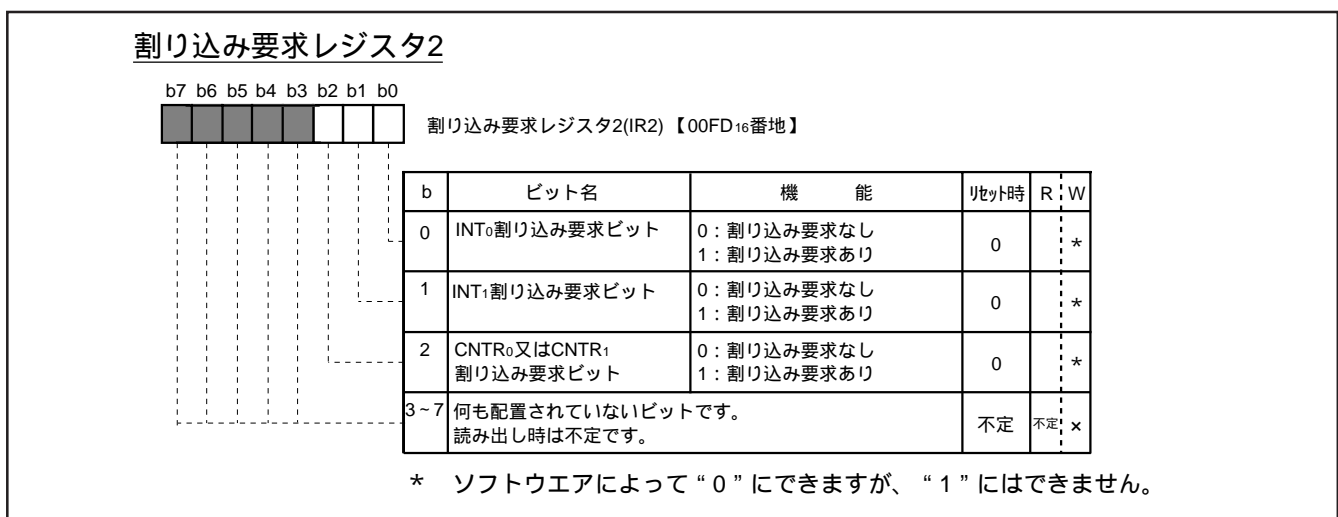 割り込み要求レジスタ2
b7 b6 b5 b4 b3 b2 b1 b0
割り込み要求レジスタ2(IR2)【00FD16番地】
b ビット名 機 能 リセット時 R W
0 INT0割り込み要求ビット 0：割り込み要求なし
1：割り込み要求あり 0 *
1 INT1割り込み要求ビット 0：割り込み要求なし
1：割り込み要求あり 0 *
2 CNTR0又はCNTR1 0：割り込み要求なし
割り込み要求ビット 1：割り込み要求あり 0 *
3~7 何も配置されていないビットです。
読み出し時は不定です。 不定 不定 ×
* ソフトウエアによって“0”にできますが、“1”にはできません。